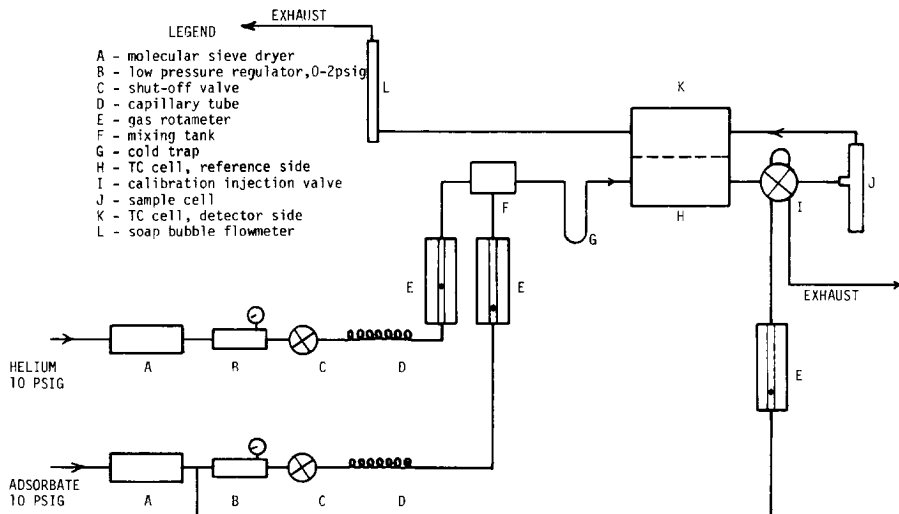 EXHAUST
LEGEND
A - molecular sieve dryer
B - low pressure regulator,0-2psig
C - shut-off valve
D - capillary tube
E - gas rotameter
F - mixing tank
G - cold trap
H - TC cell, reference side
I - calibration injection valve
J - sample cell
K - TC cell, detector side
L - soap bubble flowmeter
L
K
J
I
H
G
F
E
E
EXHAUST
E
HELIUM
10 PSIG
A
B
C
D
ADSORBATE
10 PSIG
A
B
C
D